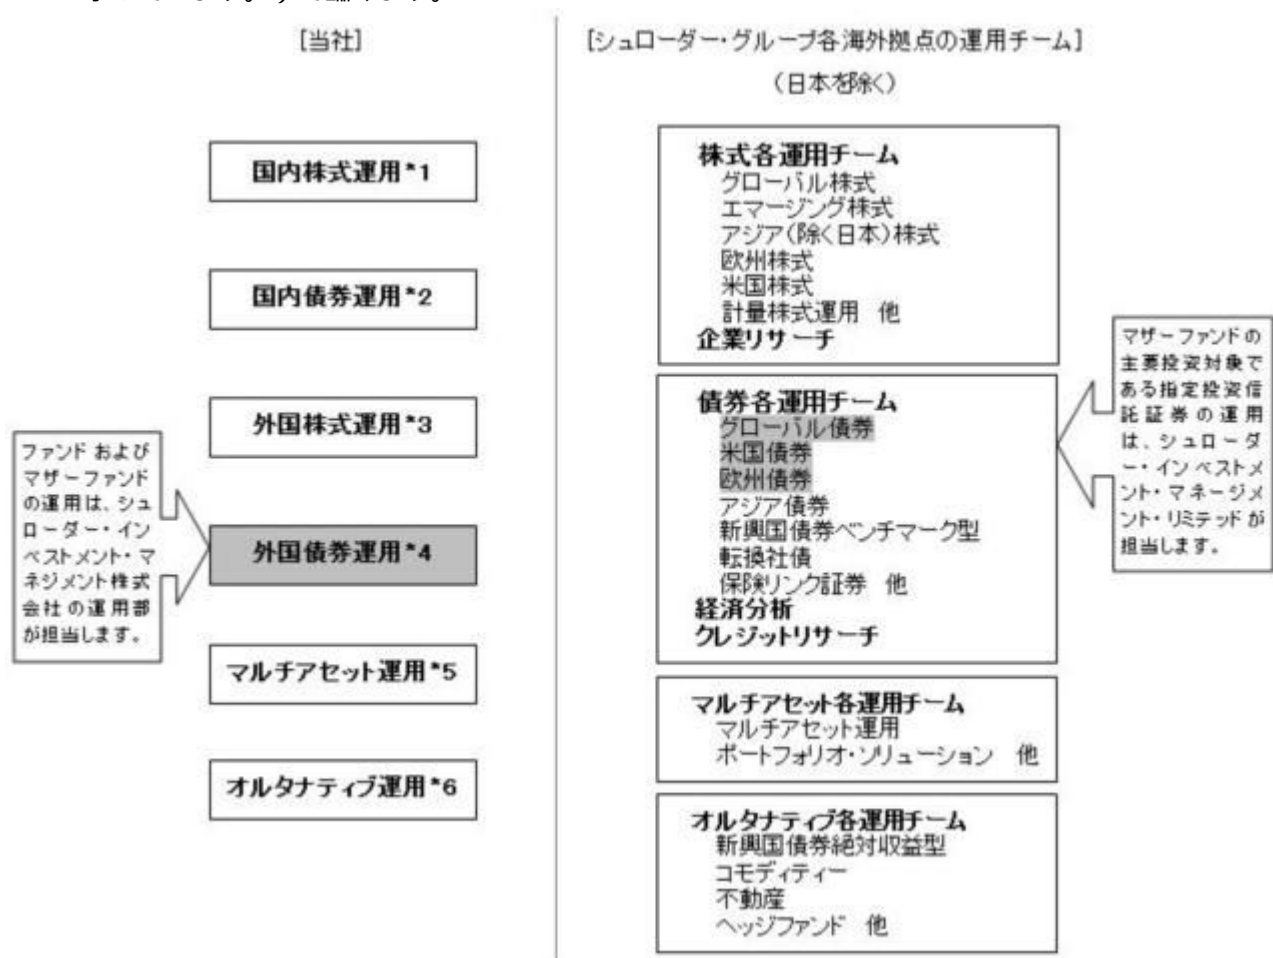 [当社]
国内株式運用*1
国内債券運用*2
外国株式運用*3
ファンド および
マザーファンド
の運用は、シュ
ローダー・イン
ベストメント・マ
ネジメント株式
会社の運用部
が担当します。
外国債券運用*4
マルチアセット運用*5
オルタナティブ運用*6
[シュローダー・グループ各海外拠点の運用チーム]
(日本を除く)
株式各運用チーム
グローバル株式
エマージング株式
アジア(除く日本)株式
欧州株式
米国株式
計量株式運用 他
企業リサーチ
債券各運用チーム
グローバル債券
米国債券
欧州債券
アジア債券
新興国債券ベンチマーク型
転換社債
保険リンク証券 他
経済分析
クレジットリサーチ
マザーファンドの
主要投資対象で
ある指定投資信
託証券の運用
は、シュローダ
ー・インベストメ
ント・マネージメ
ント・リミテッドが
担当します。
マルチアセット各運用チーム
マルチアセット運用
ポートフォリオ・ソリューション 他
オルタナティブ各運用チーム
新興国債券絶対収益型
コモディティー
不動産
ヘッジファンド 他